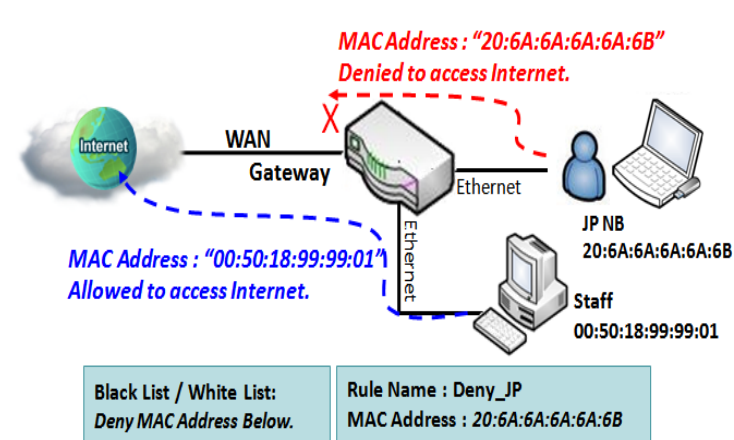 MAC Address : “20:6A:6A:6A:6A:6B”
Denied to access Internet.
Internet
WAN
Gateway
Ethernet
Ethernet
JP NB
20:6A:6A:6A:6A:6B
MAC Address : “00:50:18:99:99:01”
Allowed to access Internet.
Staff
00:50:18:99:99:01
Black List / White List:
Deny MAC Address Below.
Rule Name : Deny_JP
MAC Address : 20:6A:6A:6A:6A:6B